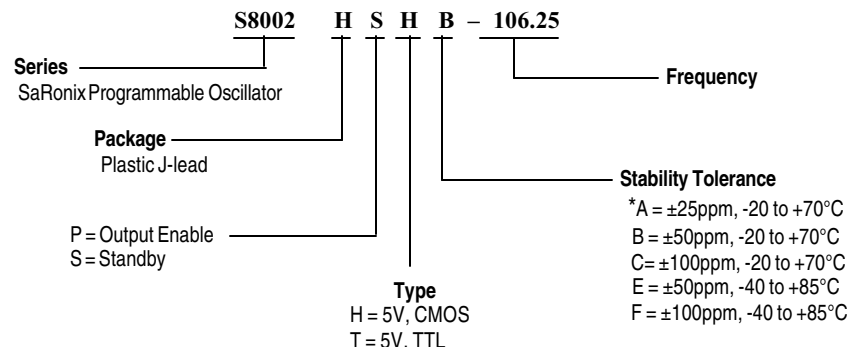 S8002 H S H B – 106.25
Series
SaRonix Programmable Oscillator
Frequency
Package
Plastic J-lead
Stability Tolerance
*A = ±25ppm, -20 to +70°C
B = ±50ppm, -20 to +70°C
C= ±100ppm, -20 to +70°C
E = ±50ppm, -40 to +85°C
F = ±100ppm, -40 to +85°C
P = Output Enable
S = Standby
Type
H = 5V, CMOS
T = 5V, TTL